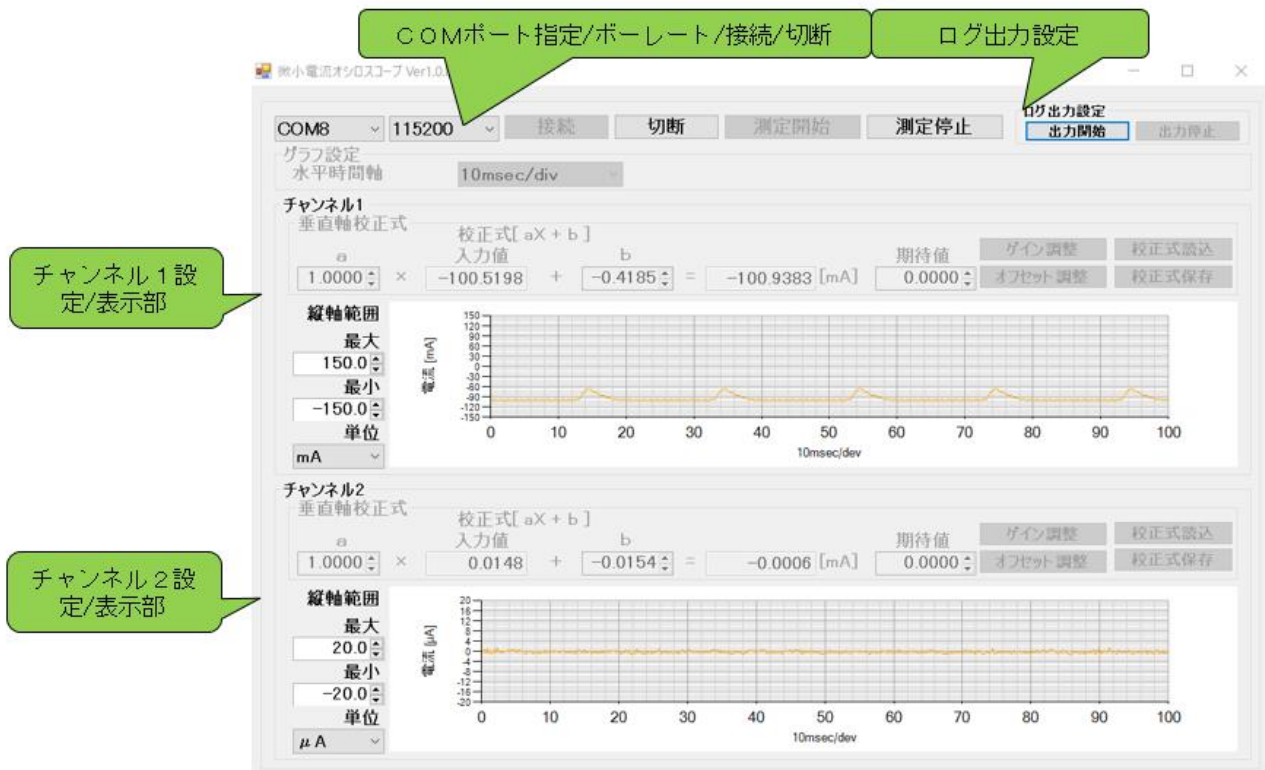 COMポート指定/ボーレート/接続/切断
ログ出力設定
微小電流オシロスコープ Ver1.0.
COM8 115200 接続 切断 測定開始 測定停止
ログ出力設定
出力開始 出力停止
グラフ設定
水平時間軸 10msec/div
チャンネル1
垂直軸校正式
校正式[ aX + b ]
a 入力値 b 期待値 ゲイン調整 校正式読込
1.0000 × -100.5198 + -0.4185 = -100.9383 [mA] 0.0000 オフセット調整 校正式保存
チャンネル1設
定/表示部
縦軸範囲
最大
150.0
最小
-150.0
単位
mA
電流 [mA]
150
120
90
60
30
0
-30
-60
-90
-120
-150
0 10 20 30 40 50 60 70 80 90 100
10msec/dev
チャンネル2
垂直軸校正式
校正式[ aX + b ]
a 入力値 b 期待値 ゲイン調整 校正式読込
1.0000 × 0.0148 + -0.0154 = -0.0006 [mA] 0.0000 オフセット調整 校正式保存
チャンネル2設
定/表示部
縦軸範囲
最大
20.0
最小
-20.0
単位
μA
電流 [μA]
20
16
12
8
4
0
-4
-8
-12
-16
-20
0 10 20 30 40 50 60 70 80 90 100
10msec/dev